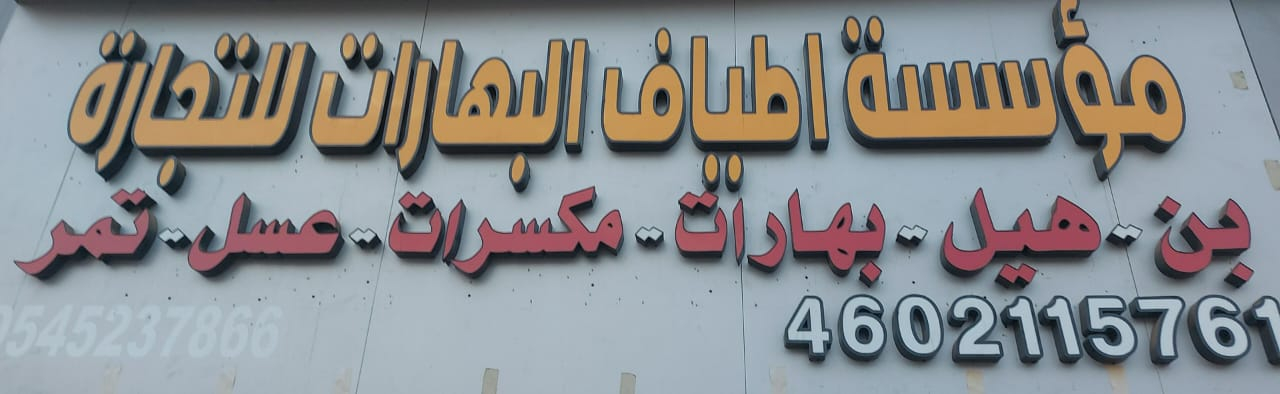 مؤسسة اطياف البهارات للتجارة
بن - هيل - بهارات - مكسرات - عسل - تمر
4602115761
0545237866